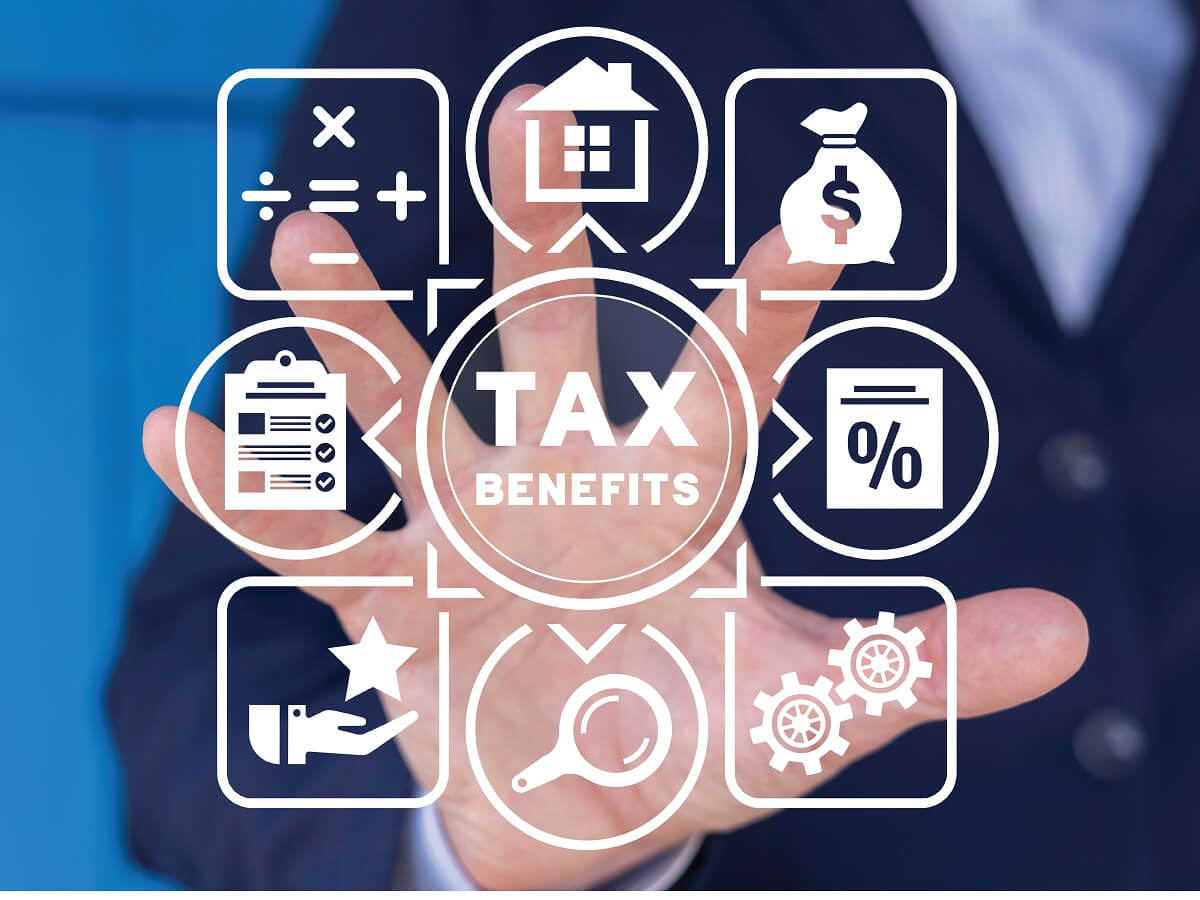 $
TAX
BENEFITS
%